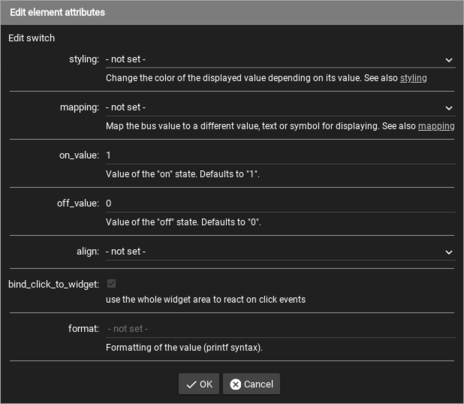 Edit element attributes
Edit switch
styling: - not set -
Change the color of the displayed value depending on its value. See also styling
mapping: - not set -
Map the bus value to a different value, text or symbol for displaying. See also mapping
on_value: 1
Value of the "on" state. Defaults to "1".
off_value: 0
Value of the "off" state. Defaults to "0".
align: - not set -
bind_click_to_widget:
use the whole widget area to react on click events
format: - not set -
Formatting of the value (printf syntax).
OK Cancel